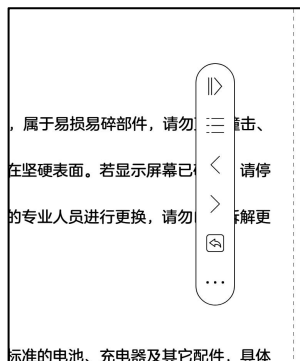 ，属于易损易碎部件，请勿击、
在坚硬表面。若显示屏幕已请停
的专业人员进行更换，请勿解更
标准的电池、充电器及其它配件，具体